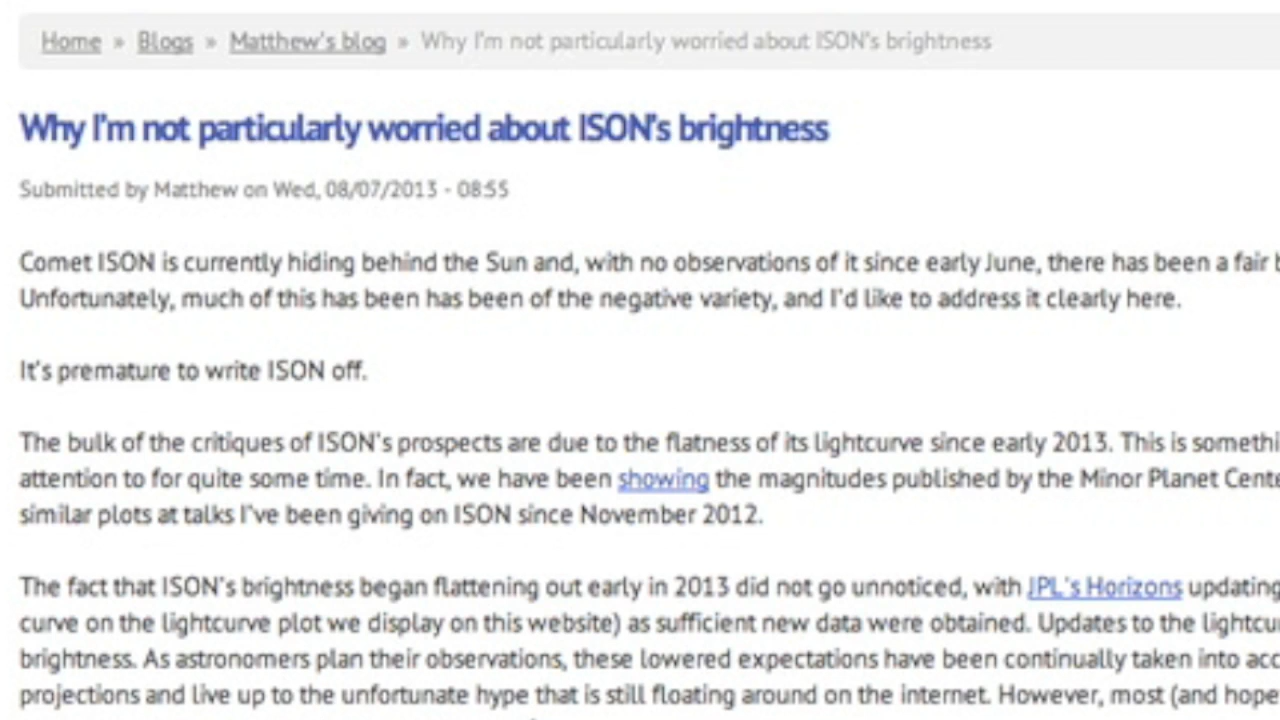 Home » Blogs » Matthew's blog » Why I'm not particularly worried about ISON's brightness
Why I'm not particularly worried about ISON's brightness
Submitted by Matthew on Wed, 08/07/2013 - 08:55
Comet ISON is currently hiding behind the Sun and, with no observations of it since early June, there has been a fair
Unfortunately, much of this has been has been of the negative variety, and I'd like to address it clearly here.
It's premature to write ISON off.
The bulk of the critiques of ISON's prospects are due to the flatness of its lightcurve since early 2013. This is
attention to for quite some time. In fact, we have been showing the magnitudes published by the Minor Planet
similar plots at talks I've been giving on ISON since November 2012.
The fact that ISON's brightness began flattening out early in 2013 did not go unnoticed, with JPL's Horizons updating
curve on the lightcurve plot we display on this website) as sufficient new data were obtained. Updates to the
brightness. As astronomers plan their observations, these lowered expectations have been continually taken into
projections and live up to the unfortunate hype that is still floating around on the internet. However, most (and